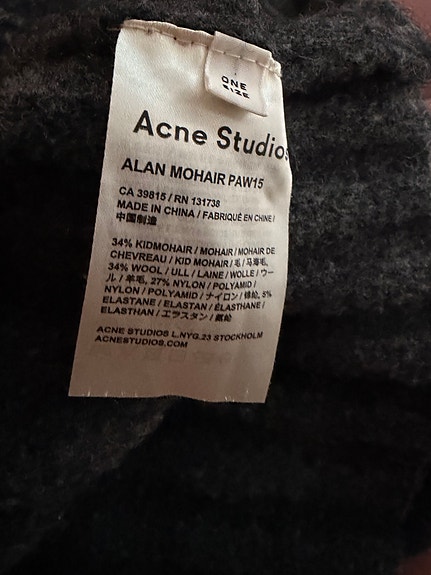 ONE
SIZE
Acne Studios
ALAN MOHAIR PAW15
CA 39815 / RN 131738
MADE IN CHINA / FABRIQUÉ EN CHINE /
中国制造
34% KIDMOHAIR / MOHAIR / MOHAIR DE
CHEVREAU / KID MOHAIR / 毛 / 马海毛,
34% WOOL / ULL / LAINE / WOLLE / ウー
ル / 羊毛, 27% NYLON / POLYAMID /
NYLON / POLYAMID / ナイロン / 锦纶, 5%
ELASTANE / ELASTAN / ÉLASTHANE /
ELASTHAN / エラスタン / 氨纶
ACNE STUDIOS L.NYG.23 STOCKHOLM
ACNESTUDIOS.COM